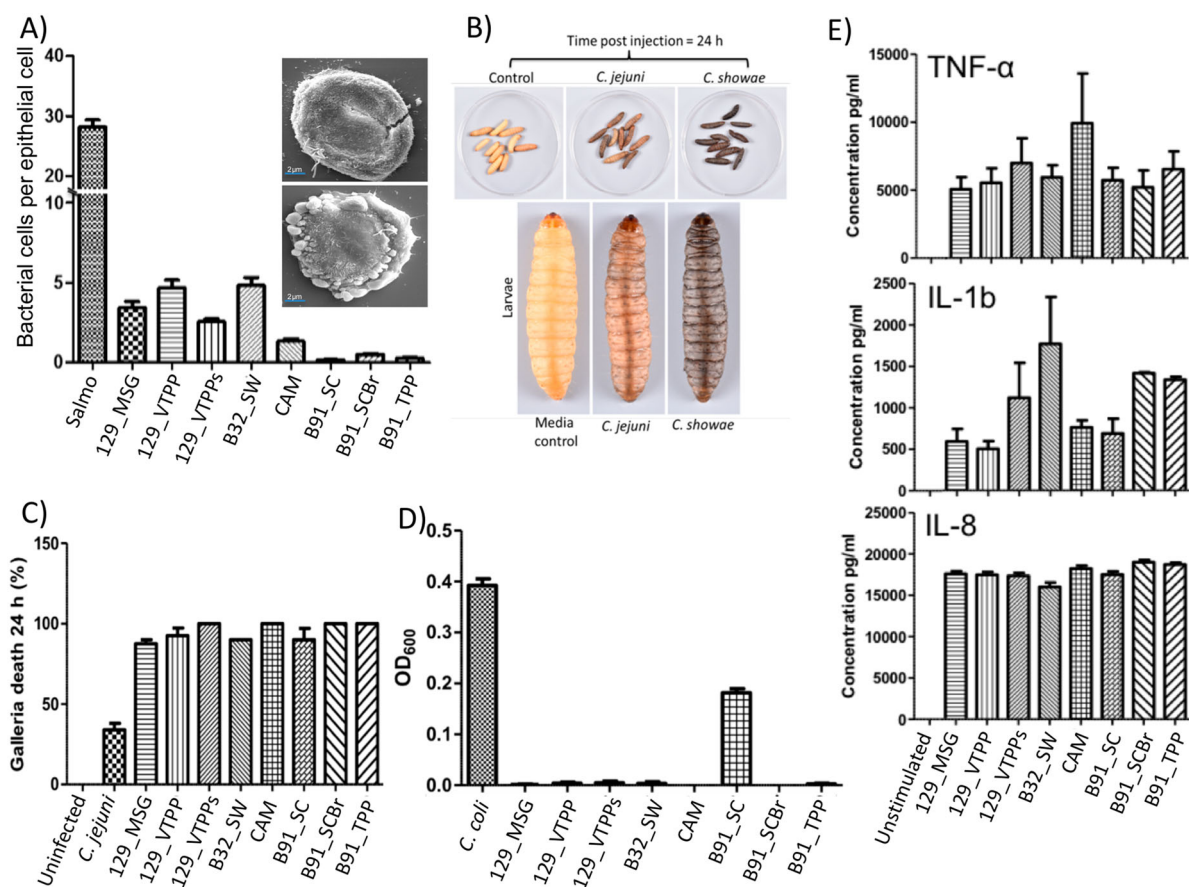 A)
Bacterial cells per epithelial cell
40
30
20
10
5
0
2µm
2µm
Salmo
129_MSG
129_VTPP
129_VTPPs
B32_SW
CAM
B91_SC
B91_SCBr
B91_TPP
B)
Time post injection = 24 h
Control
C. jejuni
C. showae
Larvae
Media
control
C. jejuni
C. showae
C)
Galleria death 24 h (%)
150
100
50
0
Uninfected
C. jejuni
129_MSG
129_VTPP
129_VTPPs
B32_SW
CAM
B91_SC
B91_SCBr
B91_TPP
D)
OD600
0.5
0.4
0.3
0.2
0.1
0.0
C. coli
129_MSG
129_VTPP
129_VTPPs
B32_SW
CAM
B91_SC
B91_SCBr
B91_TPP
E)
TNF-α
Concentration pg/ml
15000
10000
5000
0
IL-1b
Concentration pg/ml
2500
2000
1500
1000
500
0
IL-8
Concentration pg/ml
25000
20000
15000
10000
5000
0
Unstimulated
129_MSG
129_VTPP
129_VTPPs
B32_SW
CAM
B91_SC
B91_SCBr
B91_TPP